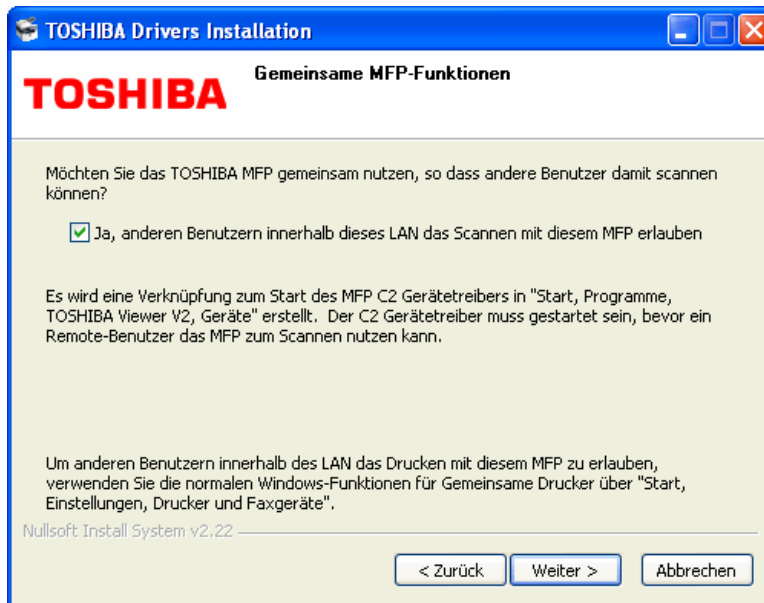 TOSHIBA Drivers Installation
TOSHIBA
Gemeinsame MFP-Funktionen
Möchten Sie das TOSHIBA MFP gemeinsam nutzen, so dass andere Benutzer damit scannen
können?
Ja, anderen Benutzern innerhalb dieses LAN das Scannen mit diesem MFP erlauben
Es wird eine Verknüpfung zum Start des MFP C2 Gerätetreibers in "Start, Programme,
TOSHIBA Viewer V2, Geräte" erstellt. Der C2 Gerätetreiber muss gestartet sein, bevor ein
Remote-Benutzer das MFP zum Scannen nutzen kann.
Um anderen Benutzern innerhalb des LAN das Drucken mit diesem MFP zu erlauben,
verwenden Sie die normalen Windows-Funktionen für Gemeinsame Drucker über "Start,
Einstellungen, Drucker und Faxgeräte".
Nullsoft Install System v2.22
< Zurück
Weiter >
Abbrechen